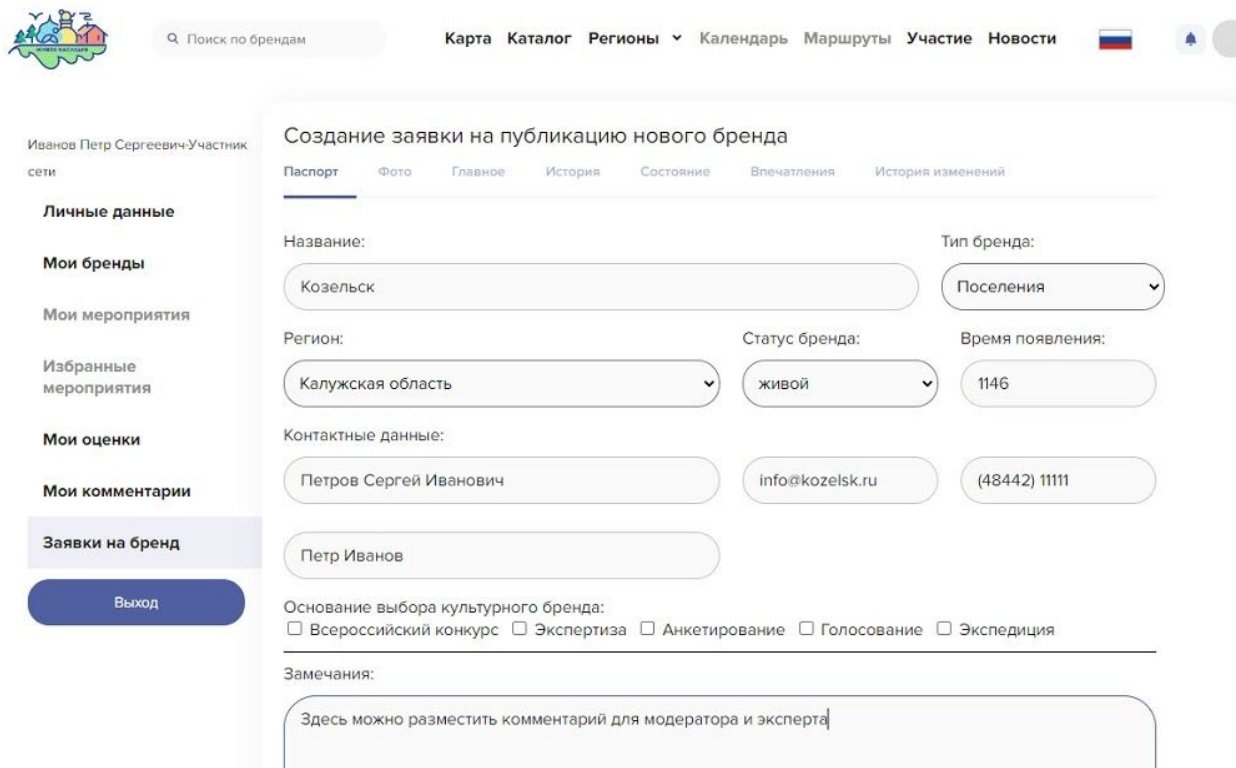 ЖИВОЕ НАСЛЕДИЕ
Поиск по брендам
Карта Каталог Регионы Календарь Маршруты Участие Новости
Иванов Петр Сергеевич-Участник
сети
Личные данные
Мои бренды
Мои мероприятия
Избранные
мероприятия
Мои оценки
Мои комментарии
Заявки на бренд
Выход
Создание заявки на публикацию нового бренда
Паспорт Фото Главное История Состояние Впечатления История изменений
Название: Тип бренда:
Козельск Поселения
Регион: Статус бренда: Время появления:
Калужская область живой 1146
Контактные данные:
Петров Сергей Иванович info@kozelsk.ru (48442) 11111
Петр Иванов
Основание выбора культурного бренда:
Всероссийский конкурс Экспертиза Анкетирование Голосование Экспедиция
Замечания:
Здесь можно разместить комментарий для модератора и эксперта